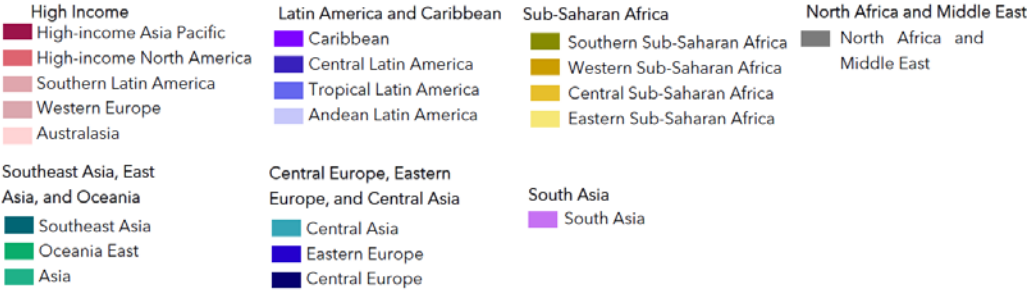 High Income
High-income Asia Pacific
High-income North America
Southern Latin America
Western Europe
Australasia
Latin America and Caribbean
Caribbean
Central Latin America
Tropical Latin America
Andean Latin America
Sub-Saharan Africa
Southern Sub-Saharan Africa
Western Sub-Saharan Africa
Central Sub-Saharan Africa
Eastern Sub-Saharan Africa
North Africa and Middle East
North Africa and
Middle East
Southeast Asia, East
Asia, and Oceania
Southeast Asia
Oceania East
Asia
Central Europe, Eastern
Europe, and Central Asia
Central Asia
Eastern Europe
Central Europe
South Asia
South Asia